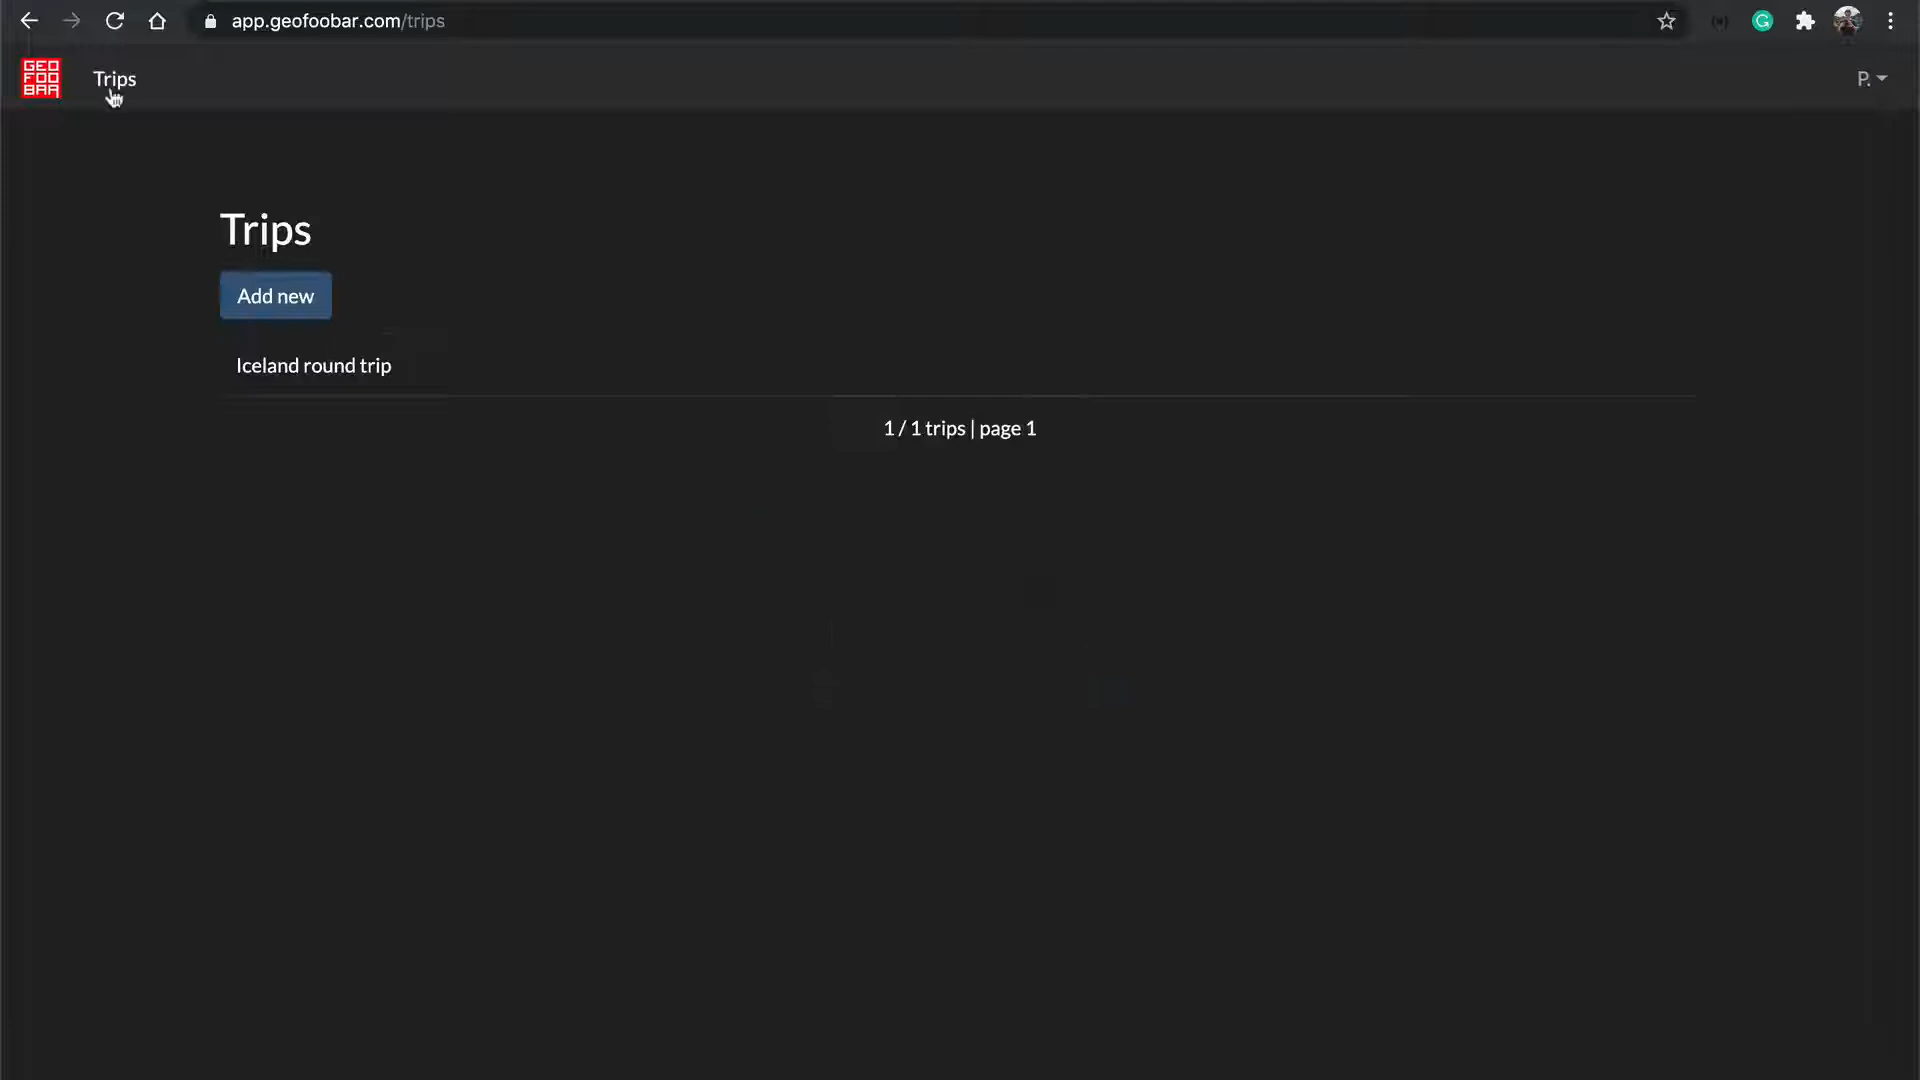 app.geofoobar.com/trips
GEO
FOO
BAR
Trips
P.
Trips
Add new
Iceland round trip
1 / 1 trips | page 1